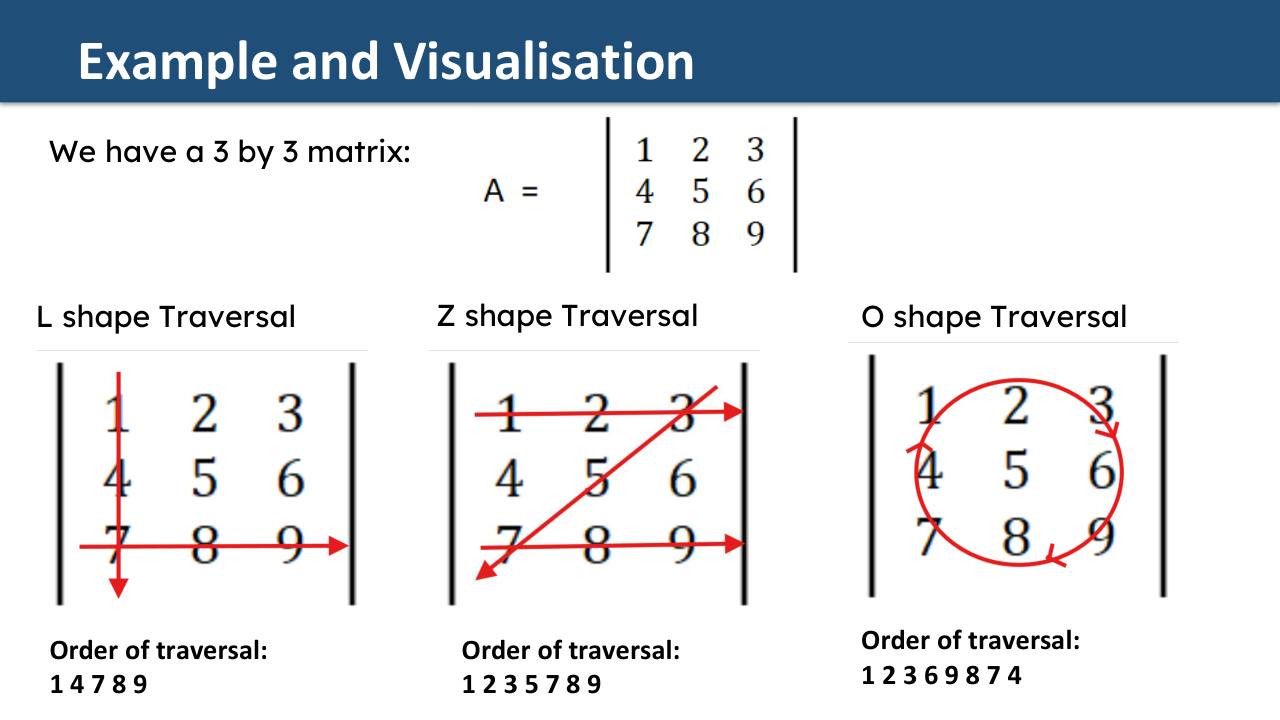 Example and Visualisation
We have a 3 by 3 matrix:
A =
1 2 3
4 5 6
7 8 9
L shape Traversal
1 2 3
4 5 6
7 8 9
Order of traversal:
1 4 7 8 9
Z shape Traversal
1 2 3
4 5 6
7 8 9
Order of traversal:
1 2 3 5 7 8 9
O shape Traversal
1 2 3
4 5 6
7 8 9
Order of traversal:
1 2 3 6 9 8 7 4